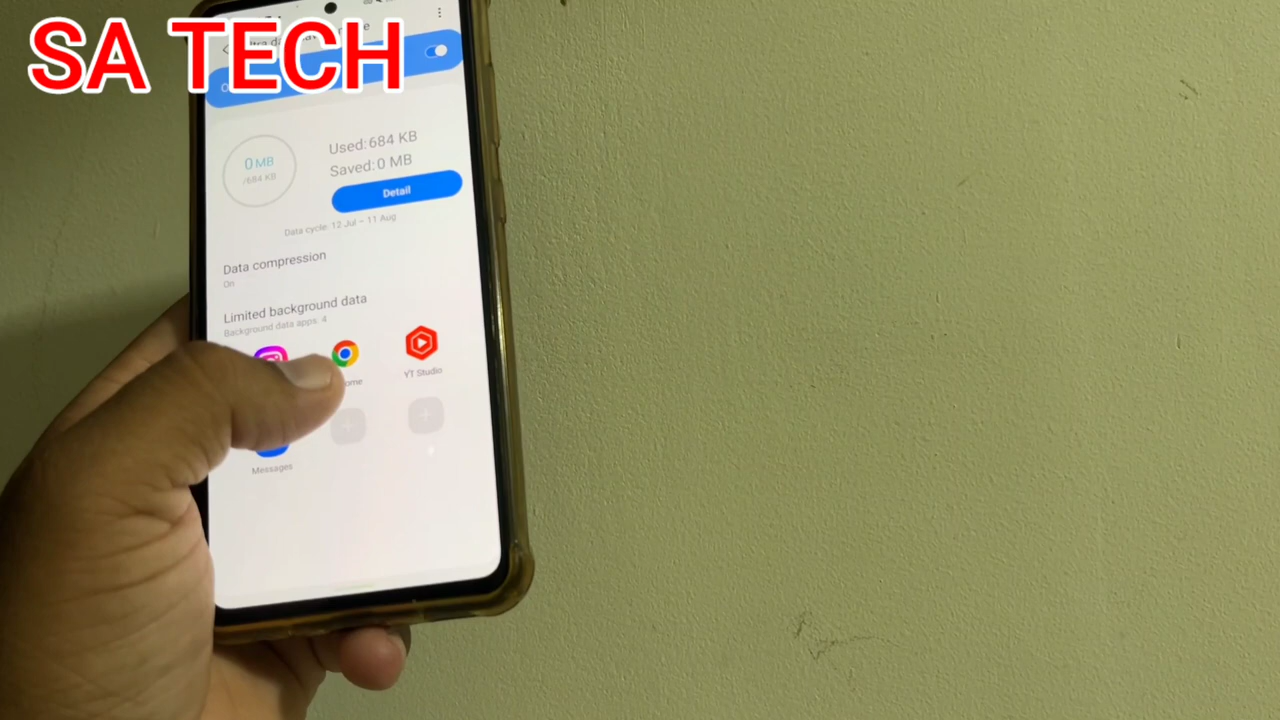 SA TECH
0 MB
/684 KB
Used: 684 KB
Saved: 0 MB
Detail
Data cycle: 12 Jul – 11 Aug
Data compression
On
Limited background data
Background data apps: 4
YT Studio
Messages